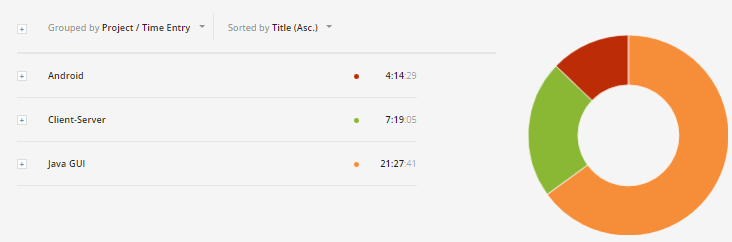 Grouped by Project / Time Entry Sorted by Title (Asc.)
Android 4:14:29
Client-Server 7:19:05
Java GUI 21:27:41